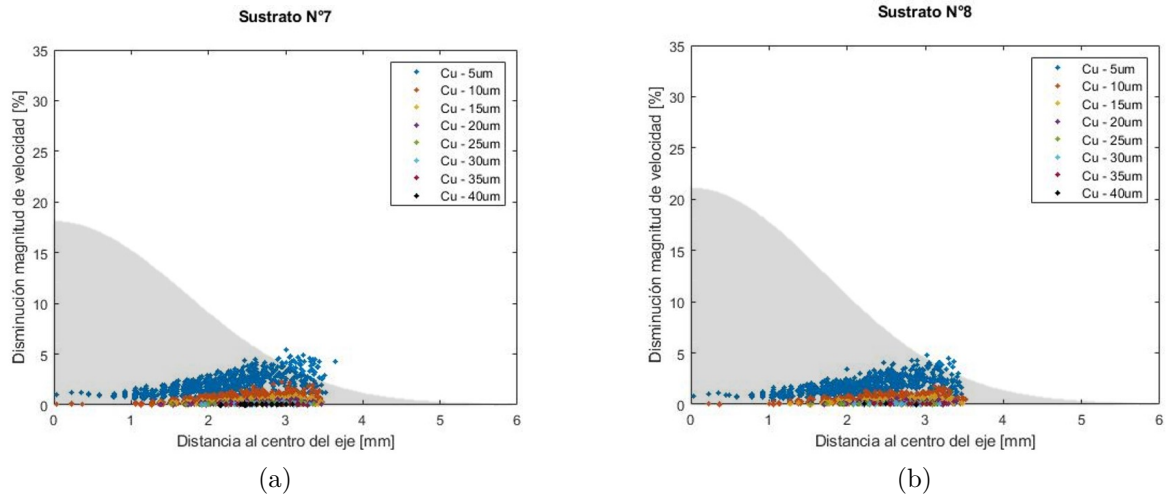 Sustrato N°7
Disminución magnitud de velocidad [%]
35
30
25
20
15
10
5
0
Cu - 5um
Cu - 10um
Cu - 15um
Cu - 20um
Cu - 25um
Cu - 30um
Cu - 35um
Cu - 40um
0 1 2 3 4 5 6
Distancia al centro del eje [mm]
(a)
Sustrato N°8
Disminución magnitud de velocidad [%]
35
30
25
20
15
10
5
0
Cu - 5um
Cu - 10um
Cu - 15um
Cu - 20um
Cu - 25um
Cu - 30um
Cu - 35um
Cu - 40um
0 1 2 3 4 5 6
Distancia al centro del eje [mm]
(b)